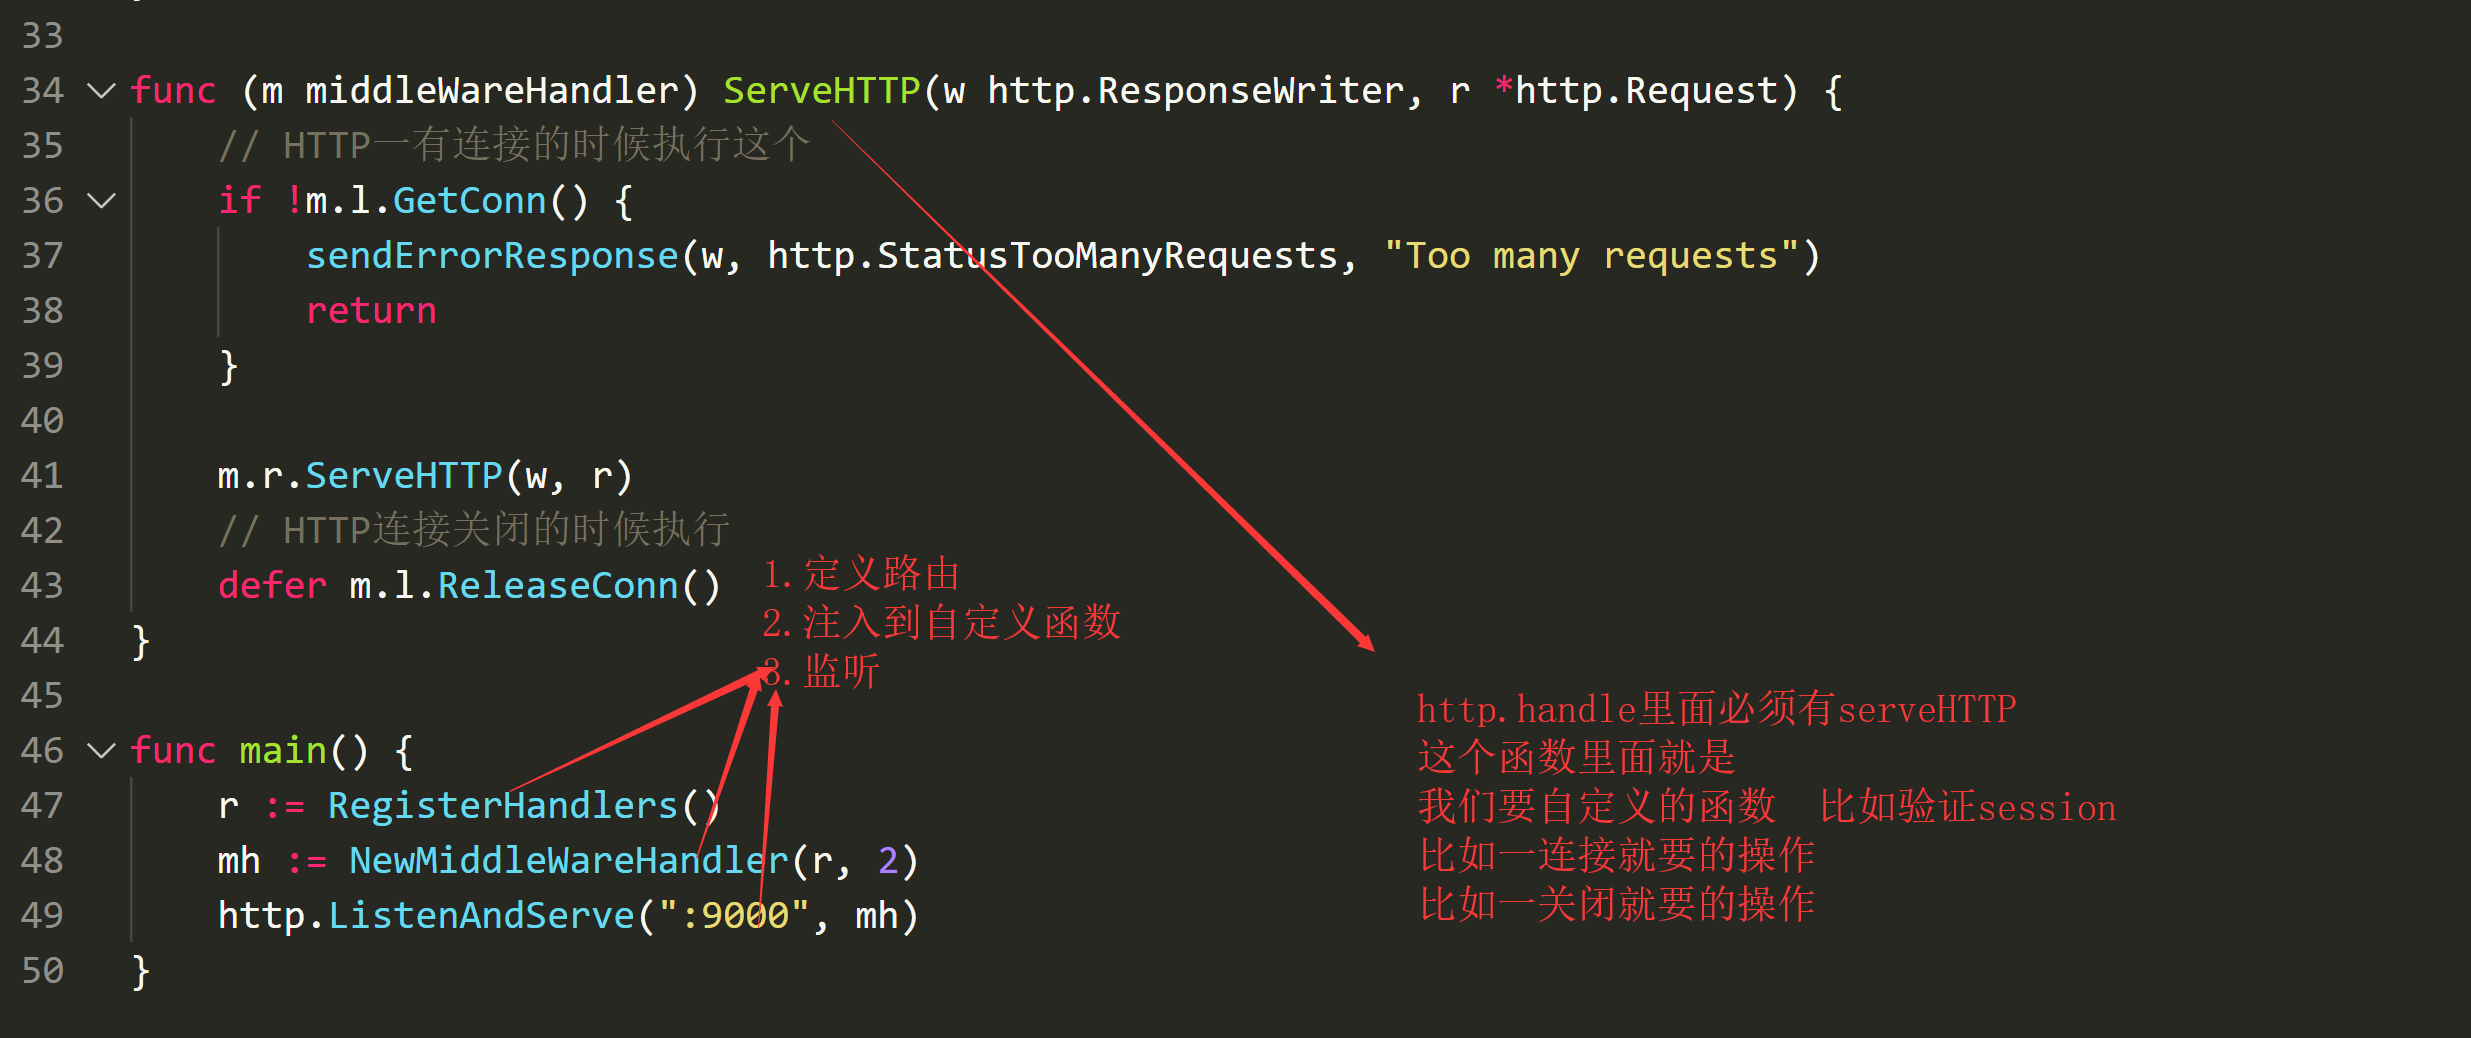 33
34 func (m middleWareHandler) ServeHTTP(w http.ResponseWriter, r *http.Request) {
35 // HTTP一有连接的时候执行这个
36 if !m.l.GetConn() {
37 sendErrorResponse(w, http.StatusTooManyRequests, "Too many requests")
38 return
39 }
40
41 m.r.ServeHTTP(w, r)
42 // HTTP连接关闭的时候执行
43 defer m.l.ReleaseConn()
44 }
45
46 func main() {
47 r := RegisterHandlers()
48 mh := NewMiddleWareHandler(r, 2)
49 http.ListenAndServe(":9000", mh)
50 }
1.定义路由
2.注入到自定义函数
3.监听
http.handle里面必须有serveHTTP
这个函数里面就是
我们要自定义的函数 比如验证session
比如一连接就要的操作
比如一关闭就要的操作